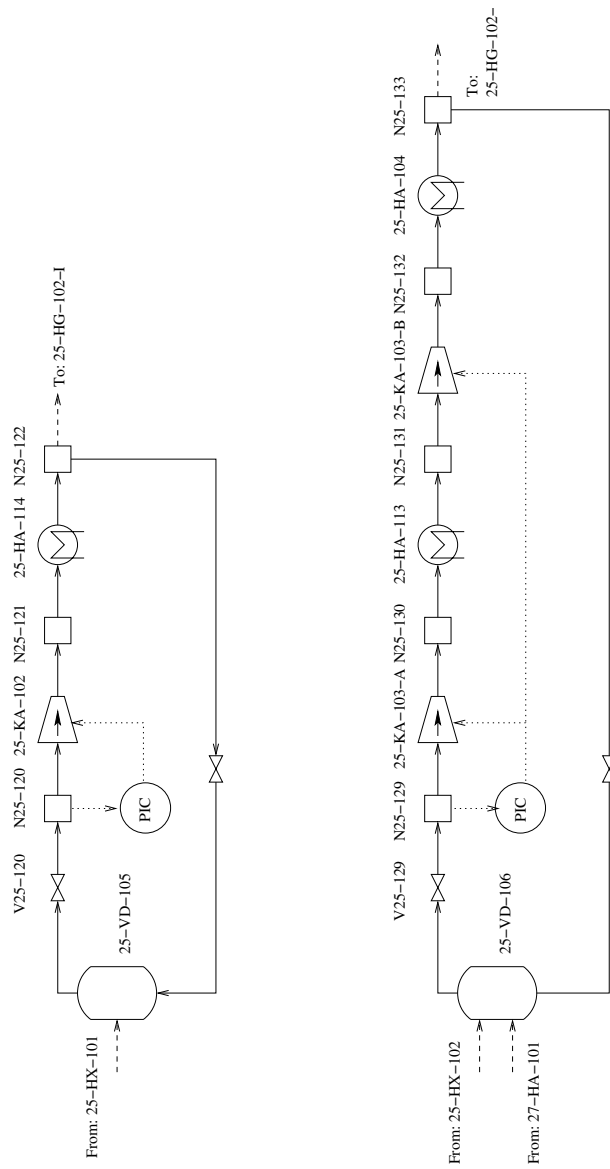 From: 25−HX−101
25−VD−105
V25−120
N25−120
PIC
25−KA−102
N25−121
25−HA−114
N25−122
To: 25−HG−102−I
From: 25−HX−102
From: 27−HA−101
25−VD−106
V25−129
N25−129
PIC
25−KA−103−A
N25−130
25−HA−113
N25−131
25−KA−103−B
N25−132
25−HA−104
N25−133
To:
25−HG−102−